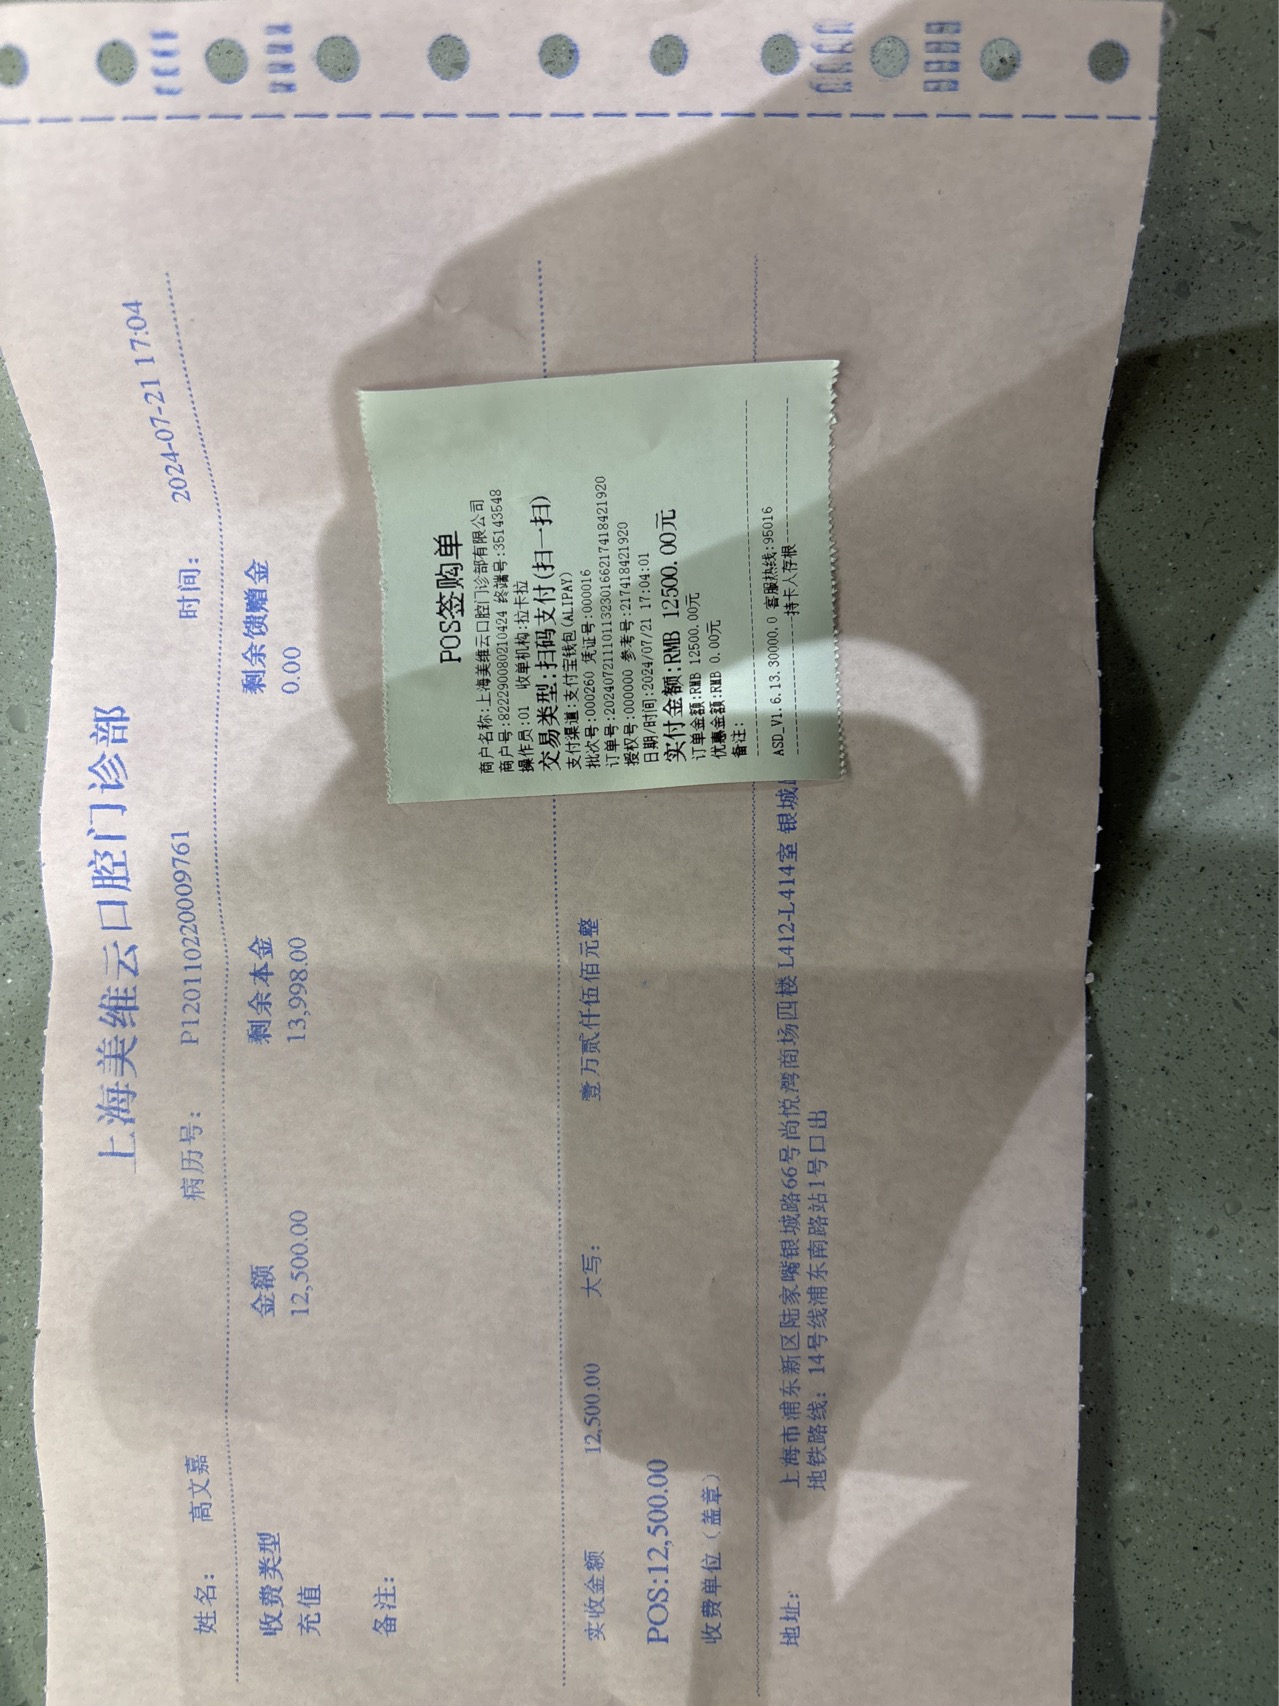 上海美维云口腔门诊部
姓名： 高文嘉 病历号： P1201102200009761 时间： 2024-07-21 17:04
收费类型 金额 剩余本金 剩余馈赠金
充值 12,500.00 13,998.00 0.00
备注：
实收金额 12,500.00 大写： 壹万贰仟伍佰元整
POS:12,500.00
收费单位（盖章）
地址： 上海市浦东新区陆家嘴银城路66号尚悦湾商场四楼 L412-L414室 银城
地铁路线： 14号线浦东南路站1号口出
POS签购单
商户名称:上海美维云口腔门诊部有限公司
商户号:822290080210424 终端号:35143548
操作员:01 收单机构:拉卡拉
交易类型:扫码支付(扫一扫)
支付渠道:支付宝钱包(ALIPAY)
批次号:000260 凭证号:000016
订单号:20240721110113230166217418421920
授权号:000000 参考号:217418421920
日期/时间:2024/07/21 17:04:01
实付金额:RMB 12500.00元
订单金额:RMB 12500.00元
优惠金额:RMB 0.00元
备注:
ASD_V1.6.13.30000.0 客服热线:95016
持卡人存根